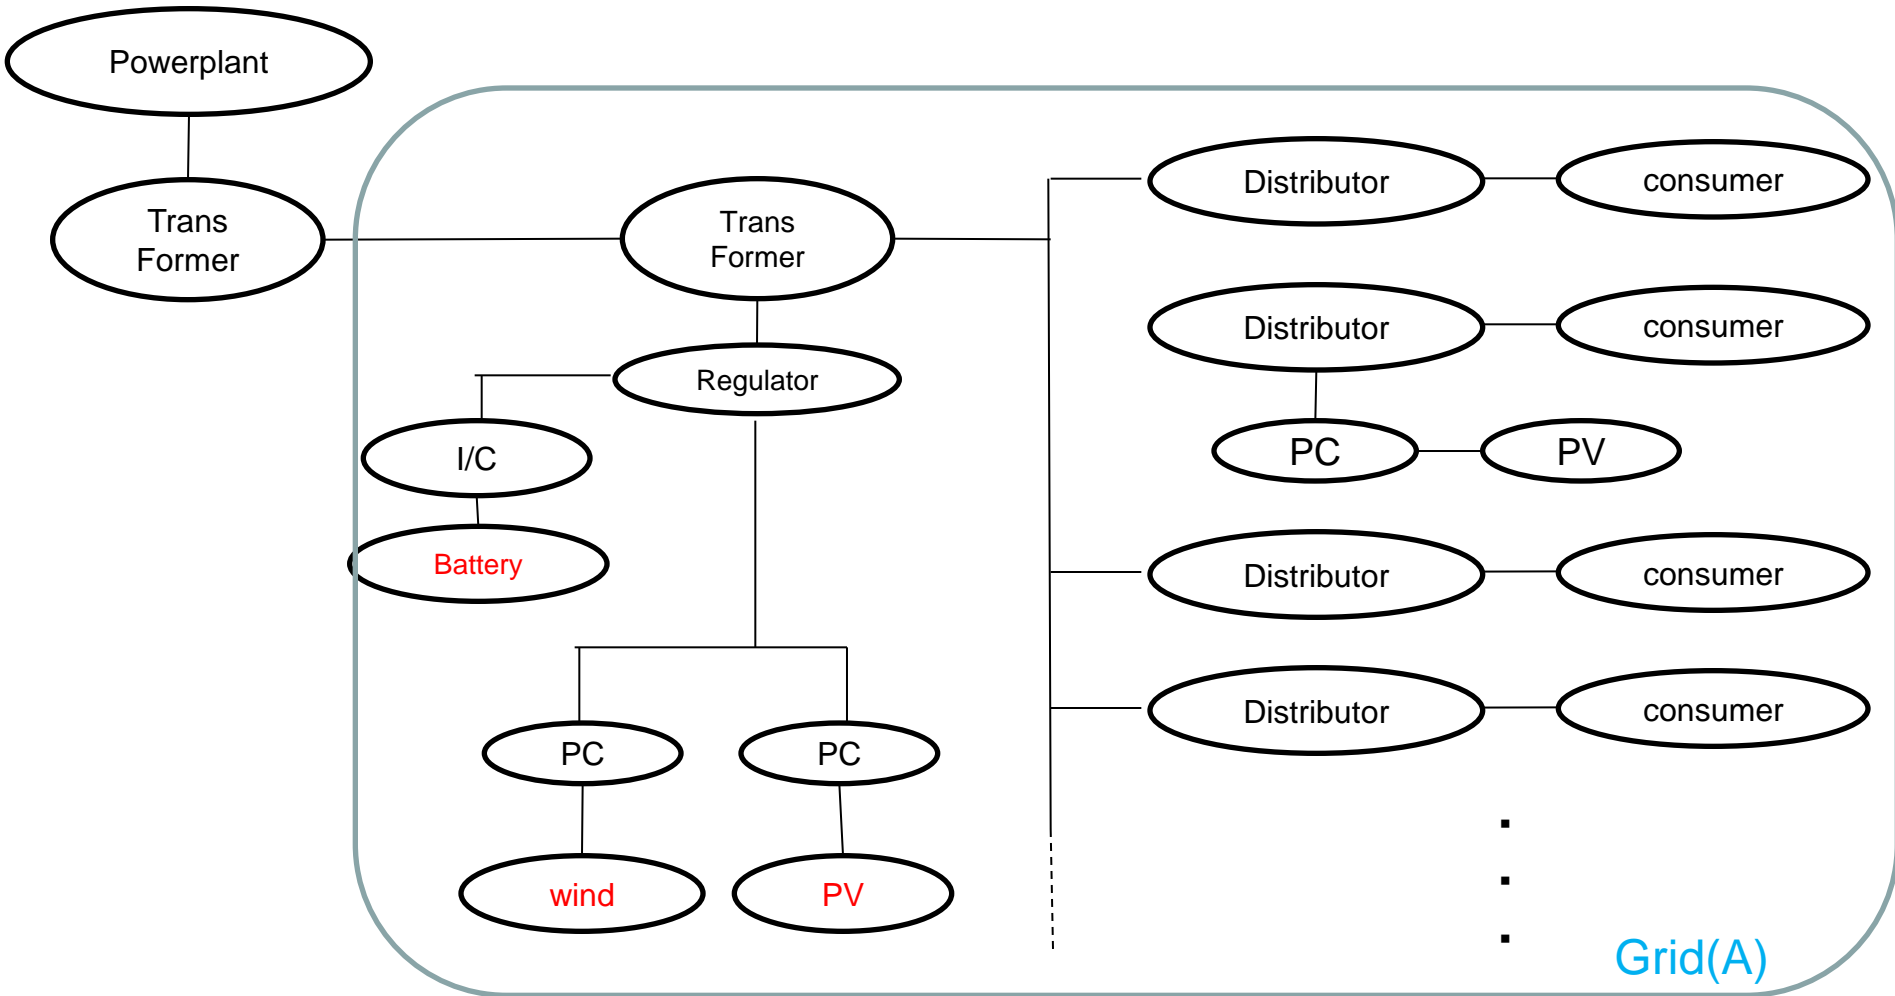 Powerplant
Trans
Former
Trans
Former
Regulator
I/C
Battery
PC
PC
wind
PV
Distributor
consumer
Distributor
consumer
PC
PV
Distributor
consumer
Distributor
consumer
Grid(A)